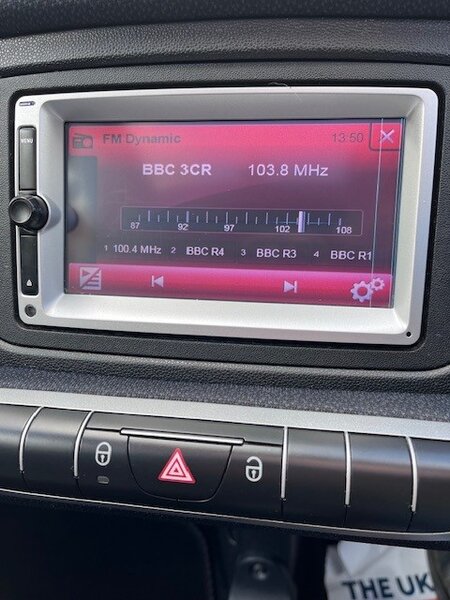 MENU
FM Dynamic 13:50
BBC 3CR 103.8 MHz
87 92 97 102 108
1 100.4 MHz 2 BBC R4 3 BBC R3 4 BBC R1
THE UK